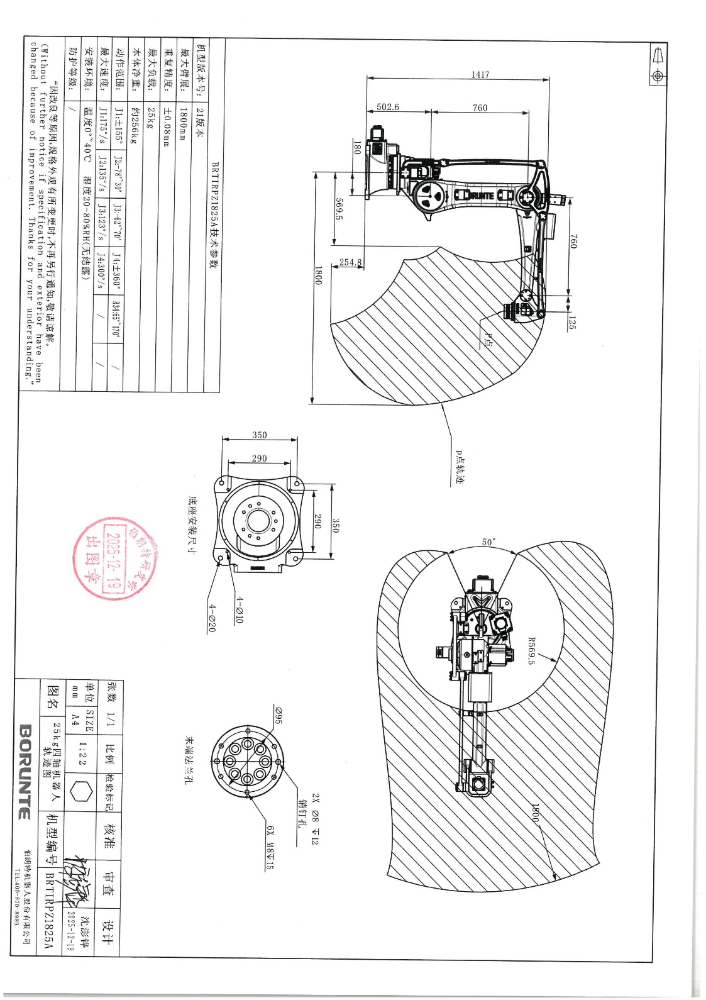 1417
502.6
760
180
569.5
254.8
1800
760
125
P点
p点轨迹
BORUNTE
50°
R569.5
1800
BRTIRPZ1825A技术参数
机型版本号: 21版本
最大臂展: 1800mm
重复精度: ±0.08mm
最大负载: 25kg
本体净重: 约256kg
动作范围: J1:±155° J2:-78°~30° J3:-62°~70° J4:±360° R34:65°~170° /
最大速度: J1:175°/s J2:135°/s J3:123°/s J4:300°/s / /
安装环境: 温度0°~40℃ 湿度20-80%RH(无结露)
防护等级: /
“因改良等原因,规格外观有所变更时,不再另行通知,敬请谅解。
(Without further notice if specification and exterior have been
changed because of improvement. Thanks for your understanding.”
350
290
290
350
4-Ø10
4-Ø20
底座安装尺寸
伯朗特研发部
2025-12-19
出图章
Ø95
2X Ø8 ↧12
销钉孔
6X M8↧15
末端法兰孔
张数 1/1 比例 检验标记 核准 审查 设计
单位 SIZE
mm A4
1:22
沈澎铧
2025-12-19
图名
25kg四轴机器人
轨迹图
机型编号 BRTIRPZ1825A
BORUNTE
伯朗特机器人股份有限公司
TEL:400-870-8989